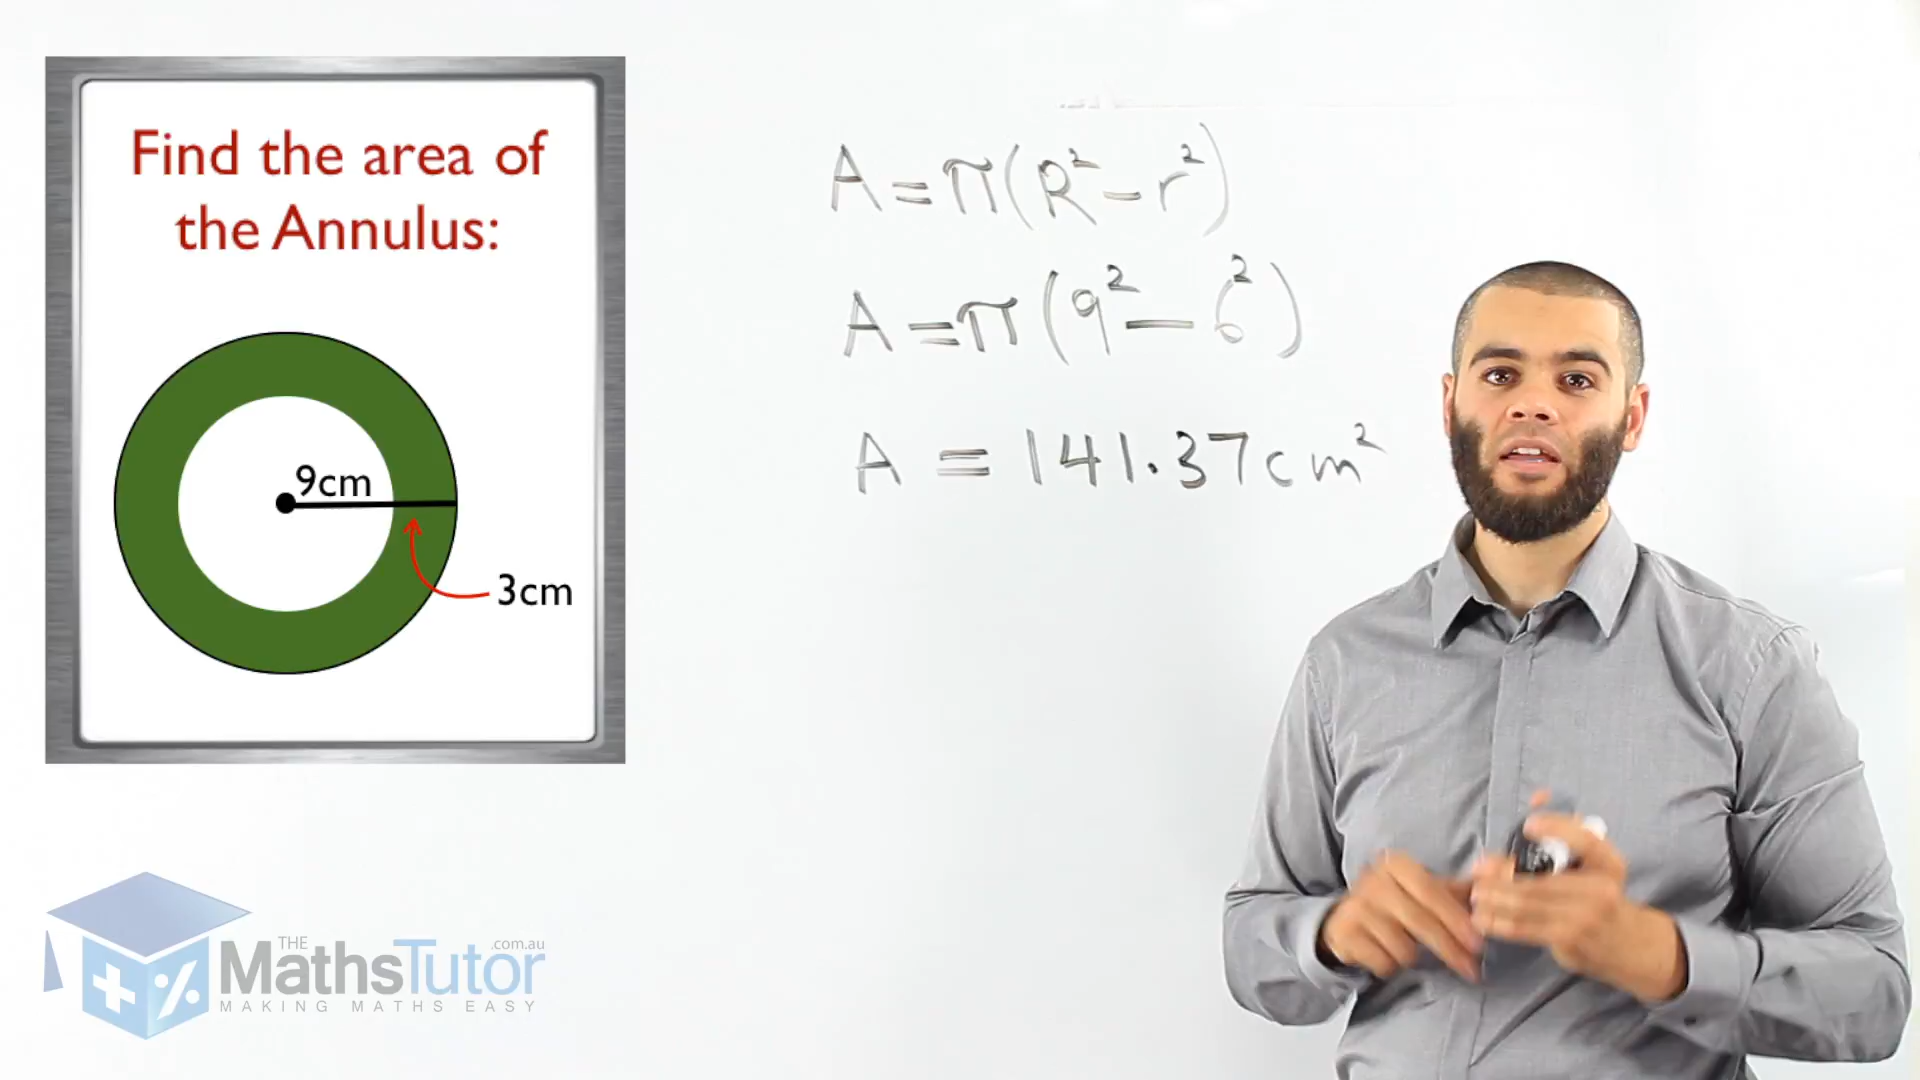 Find the area of
the Annulus:
9cm
3cm
A = π(R² – r²)
A = π(9² – 6²)
A = 141.37cm²
THE
MathsTutor
.com.au
MAKING MATHS EASY